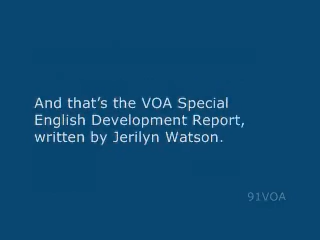 And that's the VOA Special
English Development Report,
written by Jerilyn Watson.
91VOA